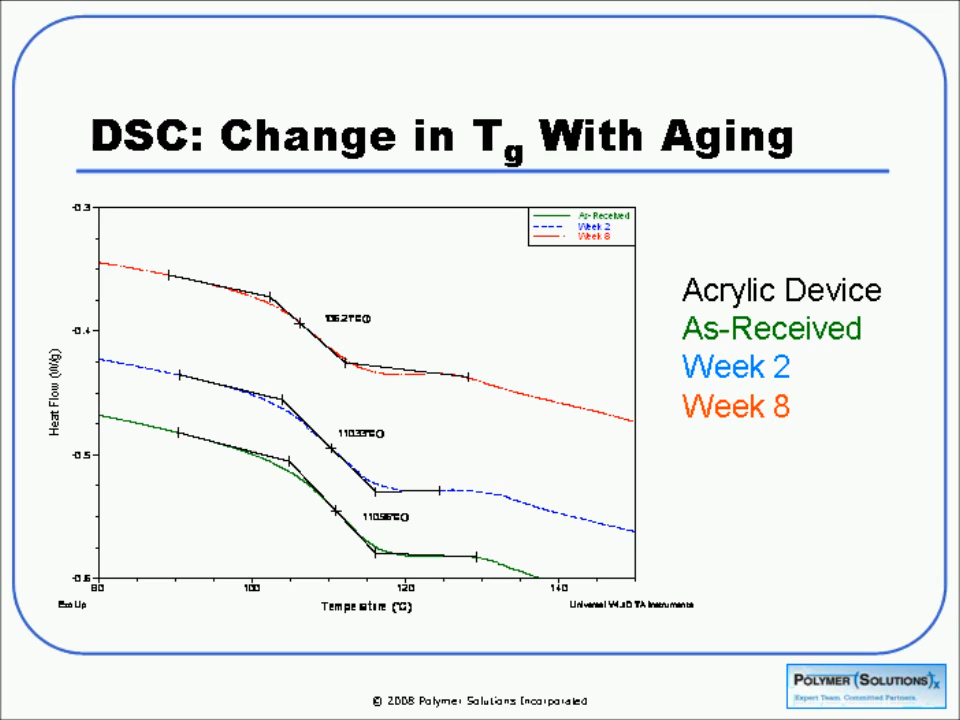 DSC: Change in Tg With Aging
-0.3
As-Received
Week 2
Week 8
Acrylic Device
As-Received
Week 2
Week 8
-0.4
Heat Flow (W/g)
110.33°C(I)
-0.5
-0.6
80
100
120
140
Exo Up
Temperature (°C)
Universal TA Instruments
POLYMER (SOLUTIONS)x
Expert Team. Committed Partners.
© 2008 Polymer Solutions Incorporated